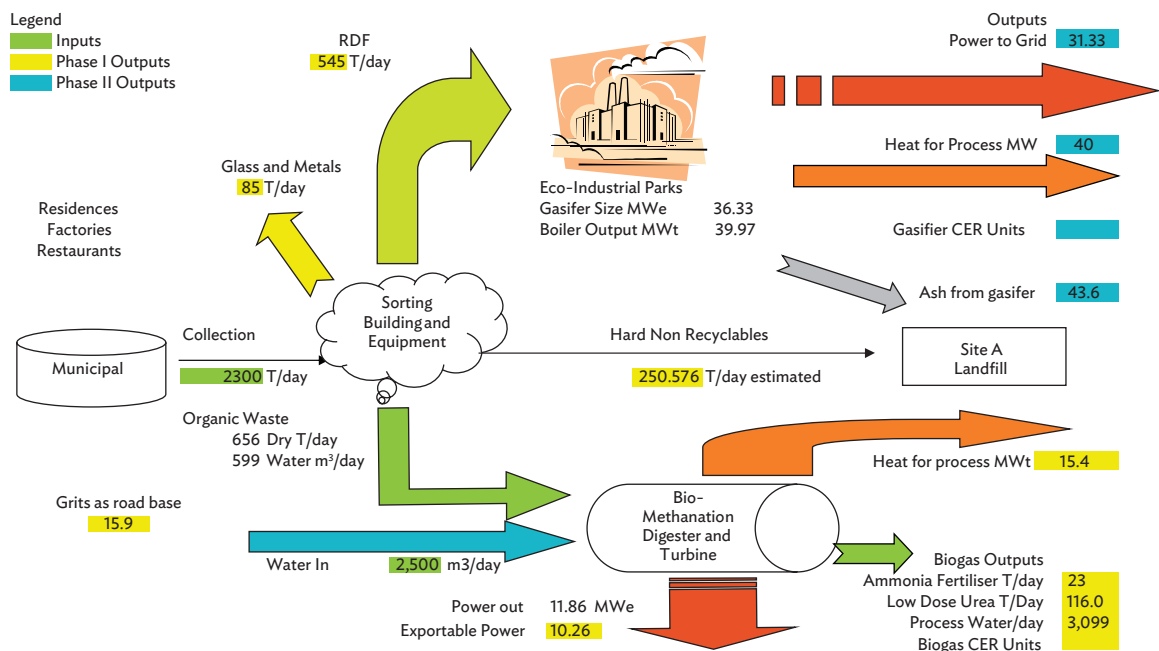 Legend
Inputs
Phase I Outputs
Phase II Outputs
RDF
545 T/day
Outputs
Power to Grid 31.33
Heat for Process MW 40
Glass and Metals
85 T/day
Eco-Industrial Parks
Gasifer Size MWe 36.33
Boiler Output MWt 39.97
Residences
Factories
Restaurants
Gasifier CER Units
Ash from gasifer 43.6
Sorting
Building and
Equipment
Collection
2300 T/day
Municipal
Hard Non Recyclables
250.576 T/day estimated
Site A
Landfill
Organic Waste
656 Dry T/day
599 Water m³/day
Heat for process MWt 15.4
Grits as road base
15.9
Bio-
Methanation
Digester and
Turbine
Water In 2,500 m3/day
Biogas Outputs
Ammonia Fertiliser T/day 23
Low Dose Urea T/Day 116.0
Process Water/day 3,099
Biogas CER Units
Power out 11.86 MWe
Exportable Power 10.26